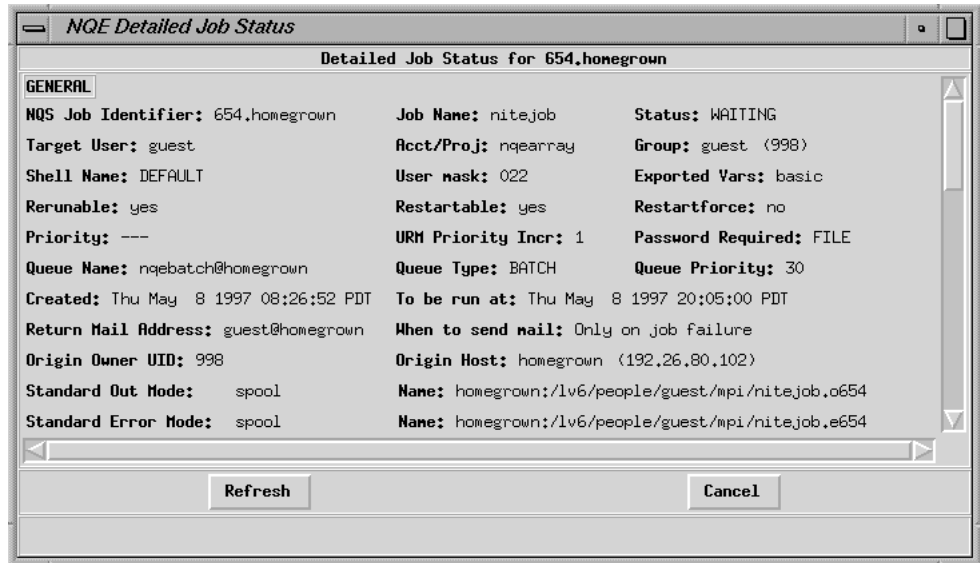 NQE Detailed Job Status
Detailed Job Status for 654.homegrown
GENERAL
NQS Job Identifier: 654.homegrown Job Name: nitejob Status: WAITING
Target User: guest Acct/Proj: nqearray Group: guest (998)
Shell Name: DEFAULT User mask: 022 Exported Vars: basic
Rerunable: yes Restartable: yes Restartforce: no
Priority: --- URM Priority Incr: 1 Password Required: FILE
Queue Name: nqebatch@homegrown Queue Type: BATCH Queue Priority: 30
Created: Thu May 8 1997 08:26:52 PDT To be run at: Thu May 8 1997 20:05:00 PDT
Return Mail Address: guest@homegrown When to send mail: Only on job failure
Origin Owner UID: 998 Origin Host: homegrown (192.26.80.102)
Standard Out Mode: spool Name: homegrown:/lv6/people/guest/mpi/nitejob.o654
Standard Error Mode: spool Name: homegrown:/lv6/people/guest/mpi/nitejob.e654
Refresh Cancel